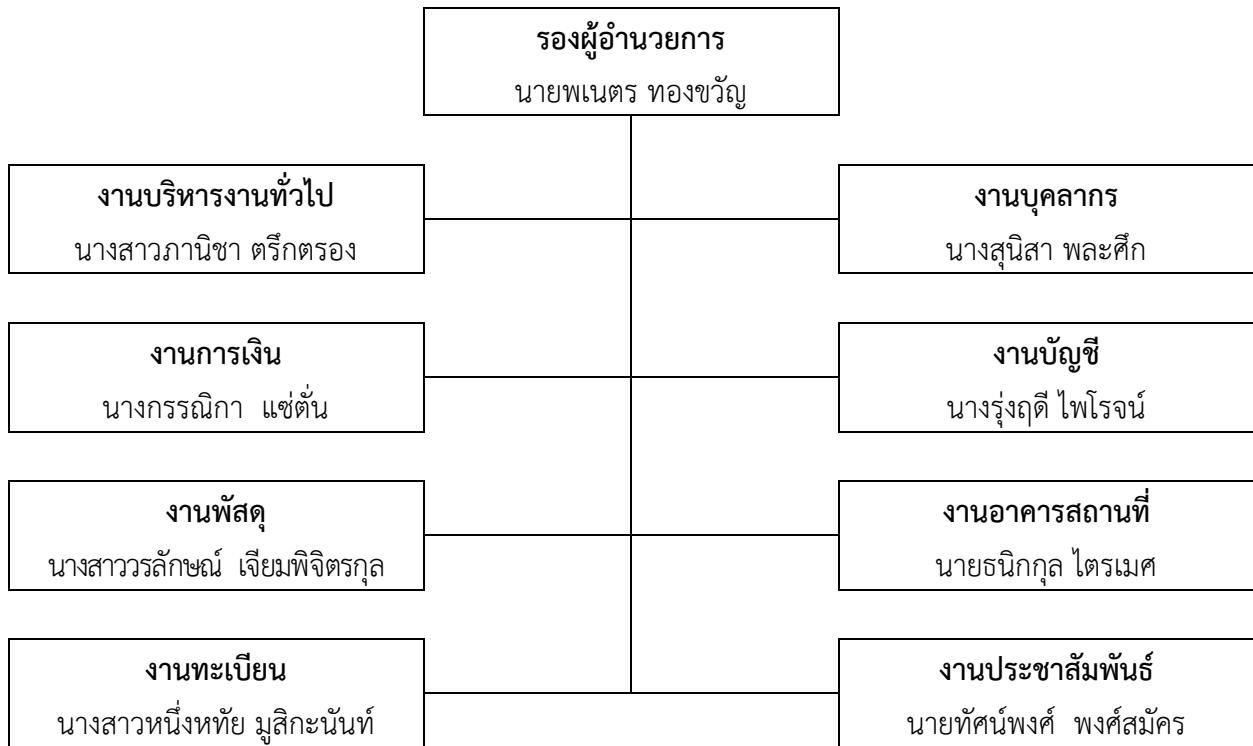 รองผู้อำนวยการ
นายพเนตร ทองขวัญ
งานบริหารงานทั่วไป
นางสาวภานิชา ตรึกตรอง
งานบุคลากร
นางสุนิสา พละศึก
งานการเงิน
นางกรรณิกา แซ่ตั่น
งานบัญชี
นางรุ่งฤดี ไพโรจน์
งานพัสดุ
นางสาววรลักษณ์ เจียมพิจิตรกุล
งานอาคารสถานที่
นายธนิกกุล ไตรเมศ
งานทะเบียน
นางสาวหนึ่งหทัย มูสิกะนันท์
งานประชาสัมพันธ์
นายทัศน์พงศ์ พงศ์สมัคร